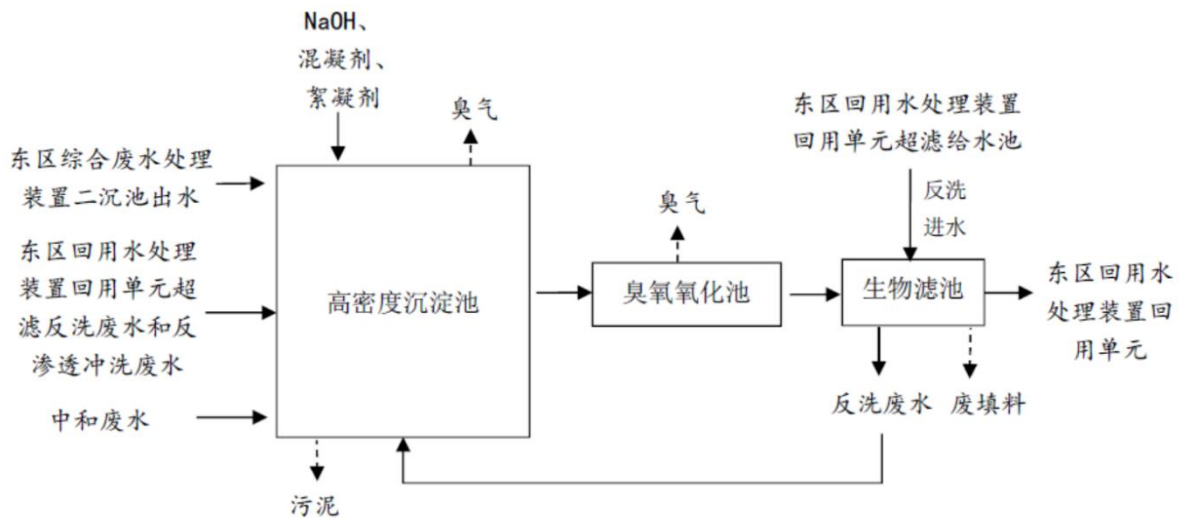 NaOH、
混凝剂、
絮凝剂
臭气
东区综合废水处理
装置二沉池出水
东区回用水处理
装置回用单元超
滤反洗废水和反
渗透冲洗废水
中和废水
高密度沉淀池
污泥
臭气
臭氧氧化池
东区回用水处理装置
回用单元超滤给水池
反洗
进水
生物滤池
东区回用水
处理装置回
用单元
反洗废水
废填料